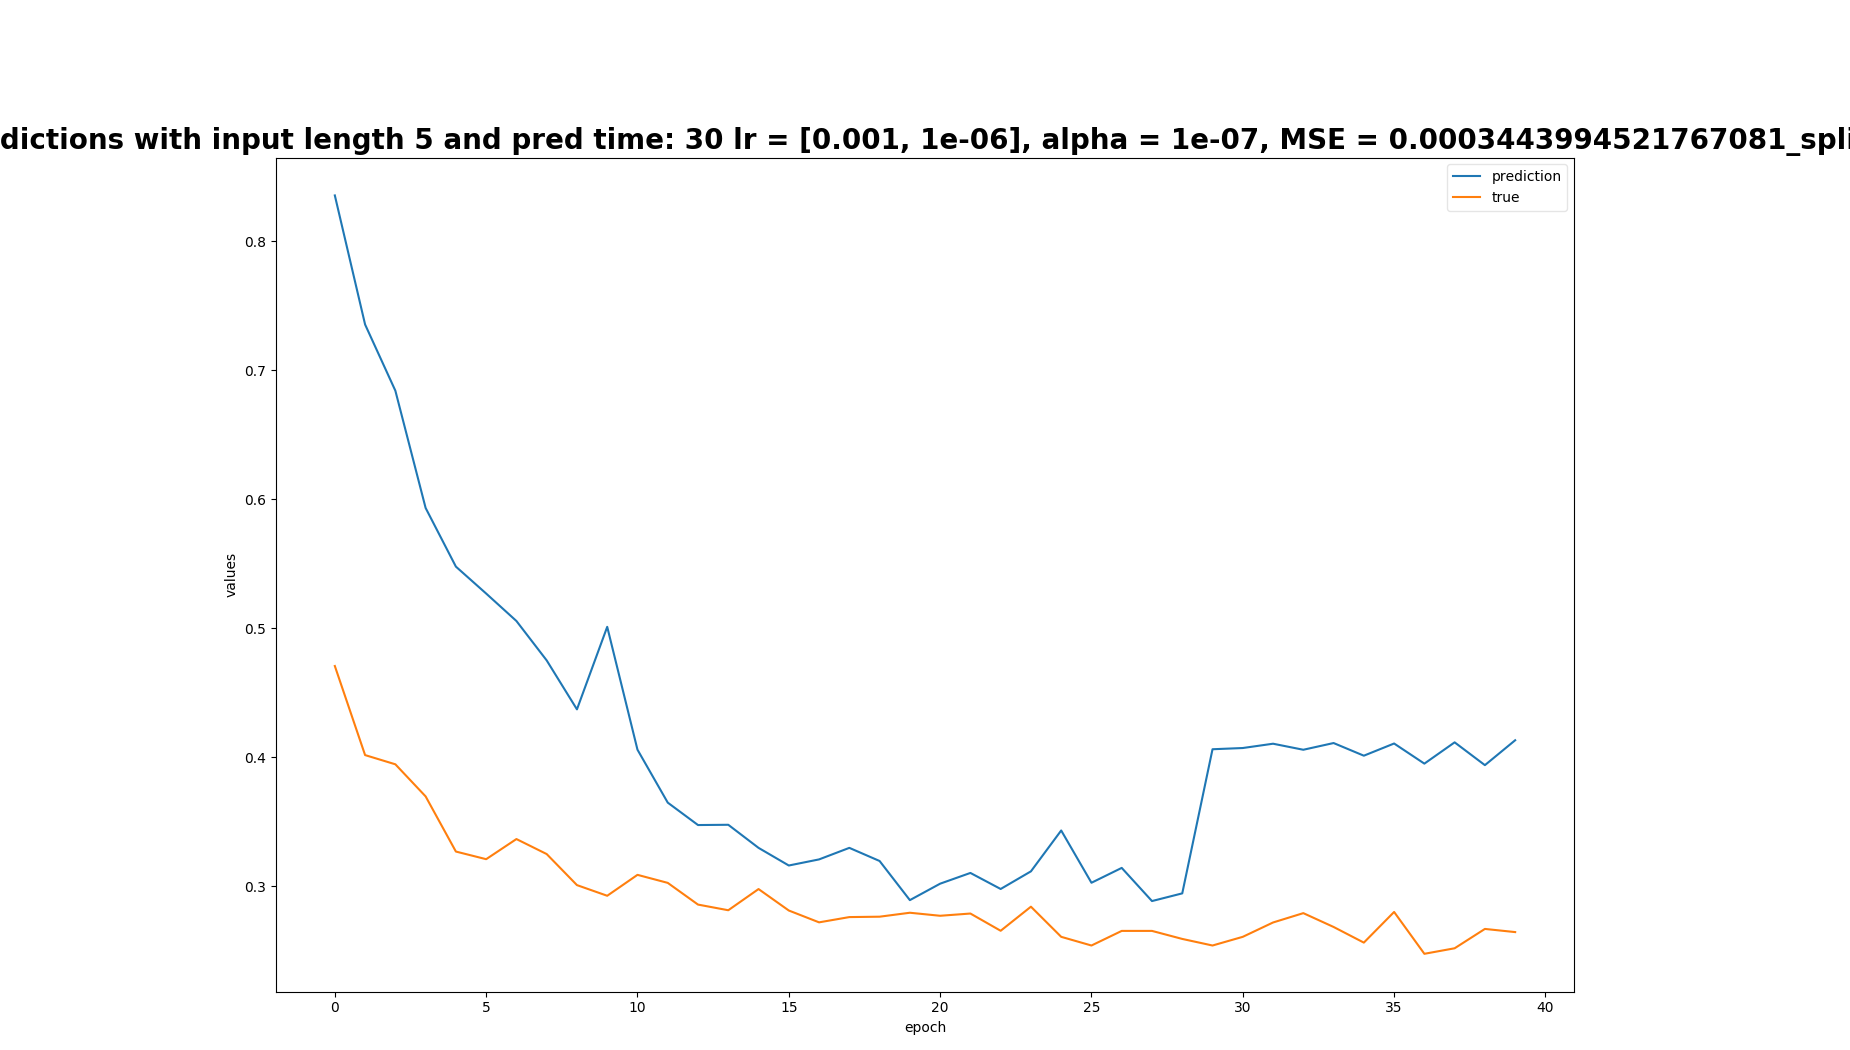 dictions with input length 5 and pred time: 30 lr = [0.001, 1e-06], alpha = 1e-07, MSE = 0.0003443994521767081_spli
prediction
true
0.8
0.7
0.6
0.5
0.4
0.3
values
0 5 10 15 20 25 30 35 40
epoch